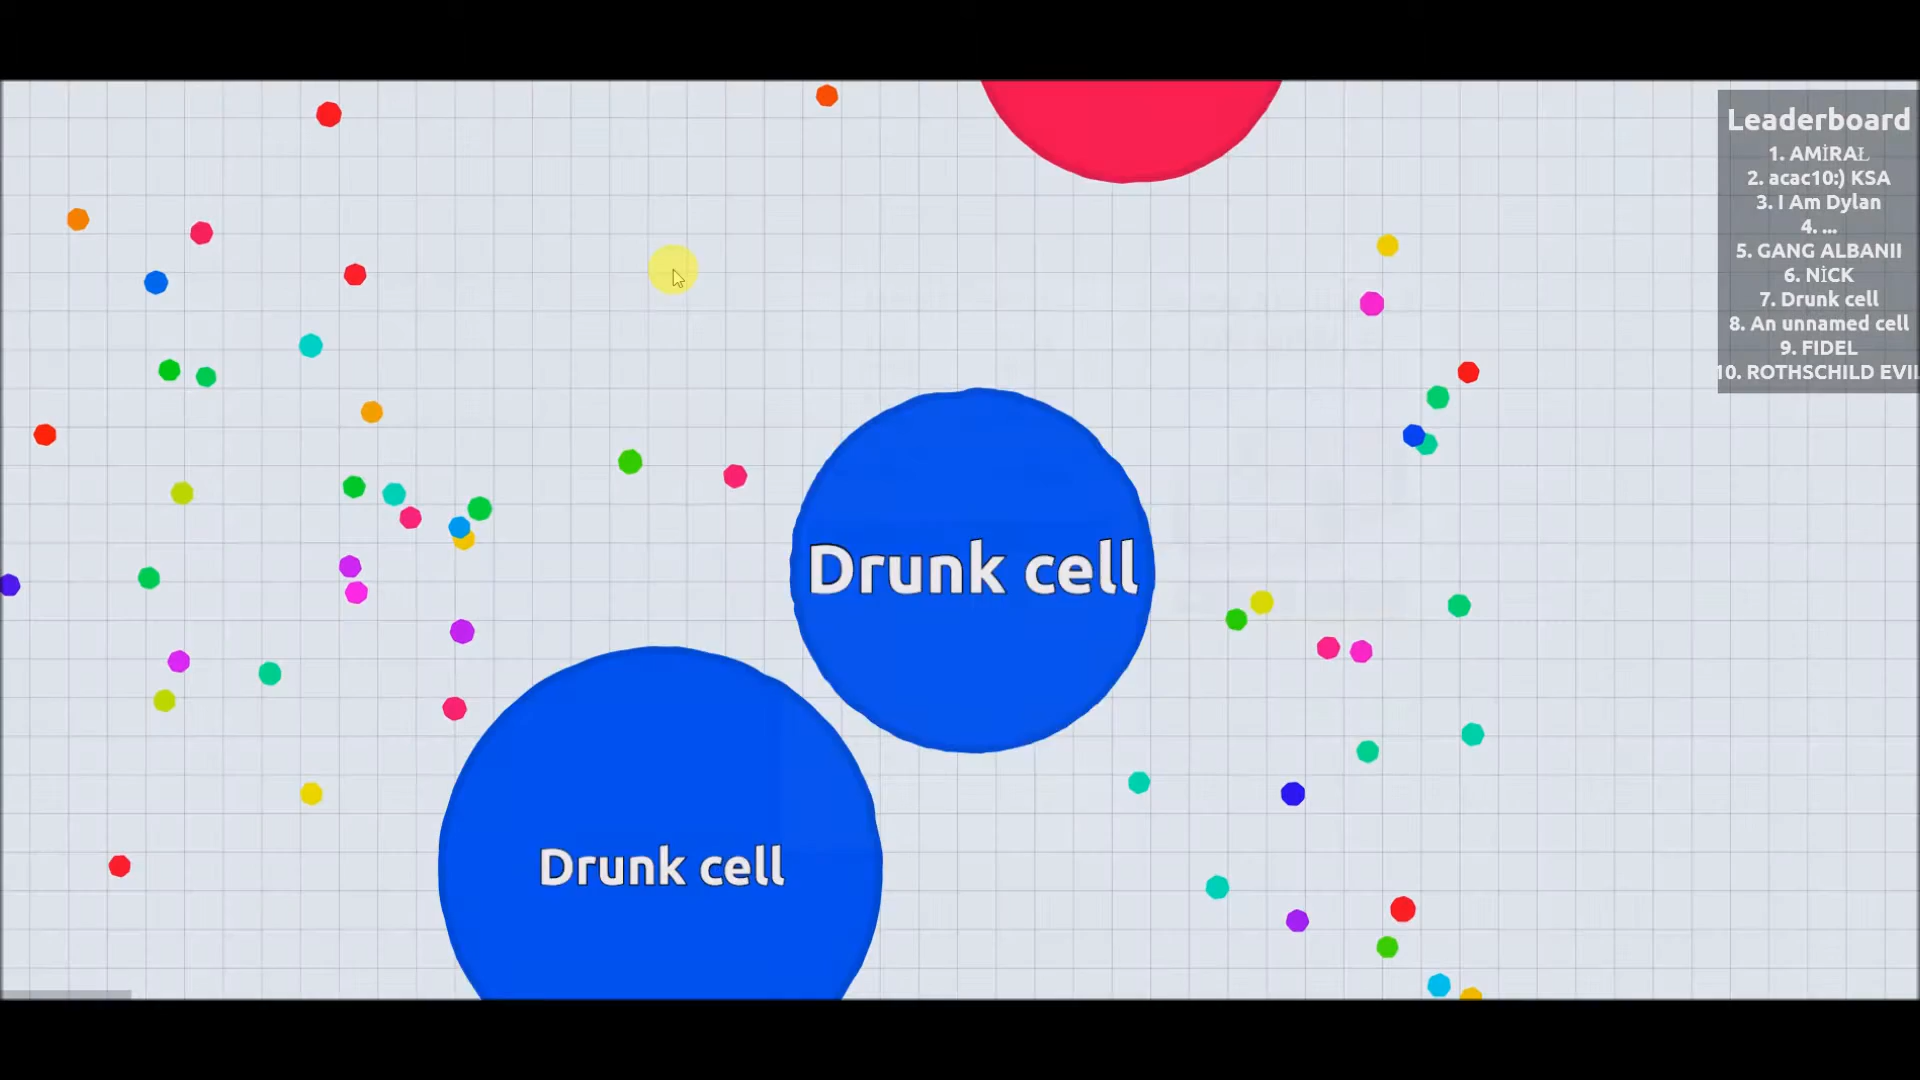 Leaderboard
1. AMİRAŁ
2. acac10:) KSA
3. I Am Dylan
4. ...
5. GANG ALBANII
6. NİCK
7. Drunk cell
8. An unnamed cell
9. FIDEL
10. ROTHSCHILD EVIL
Drunk cell
Drunk cell